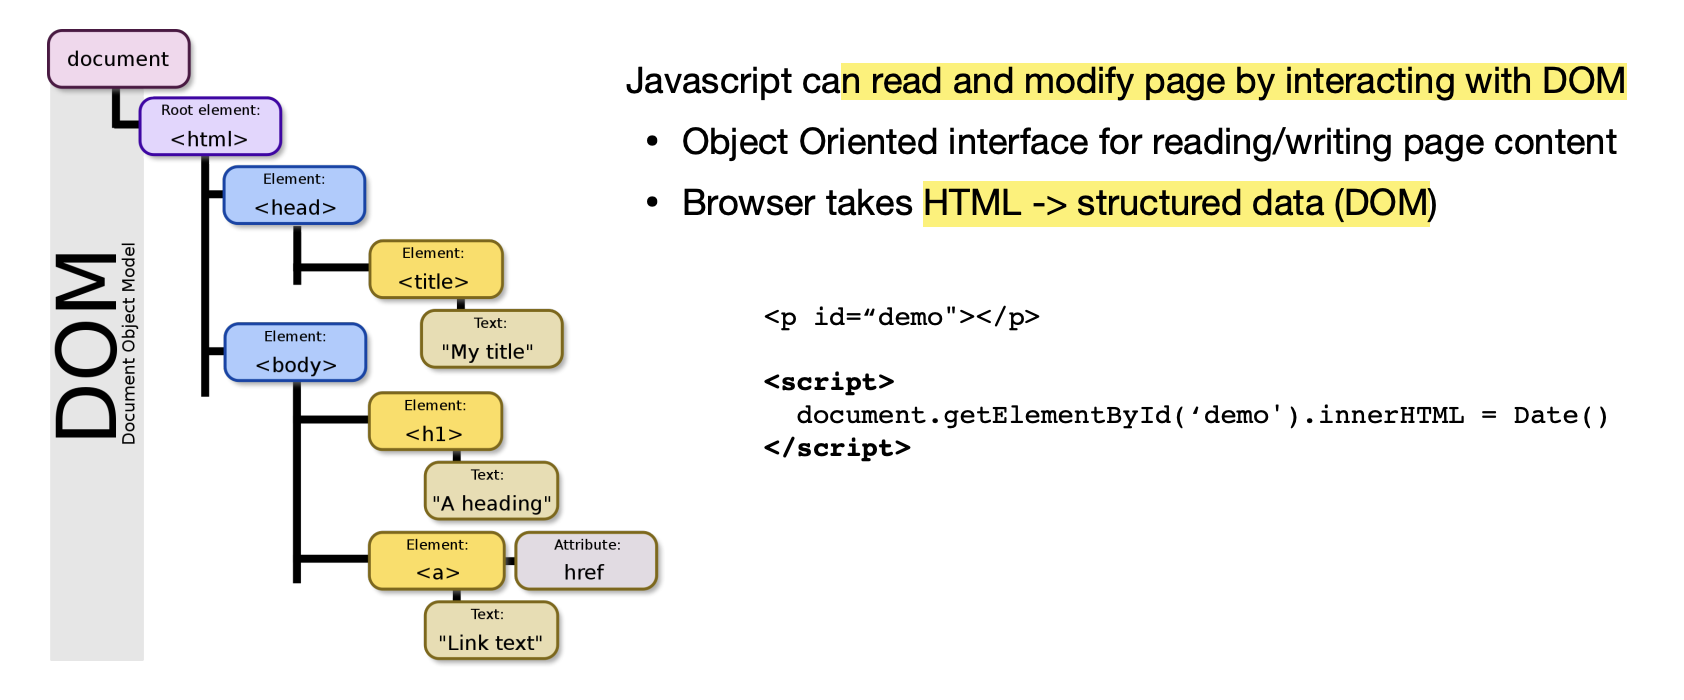 document
Root element:
<html>
Element:
<head>
Element:
<title>
Text:
"My title"
Element:
<body>
Element:
<h1>
Text:
"A heading"
Element:
<a>
Attribute:
href
Text:
"Link text"
DOM
Document Object Model
Javascript can read and modify page by interacting with DOM
• Object Oriented interface for reading/writing page content
• Browser takes HTML -> structured data (DOM)
<p id=“demo"></p>
<script>
document.getElementById(‘demo').innerHTML = Date()
</script>